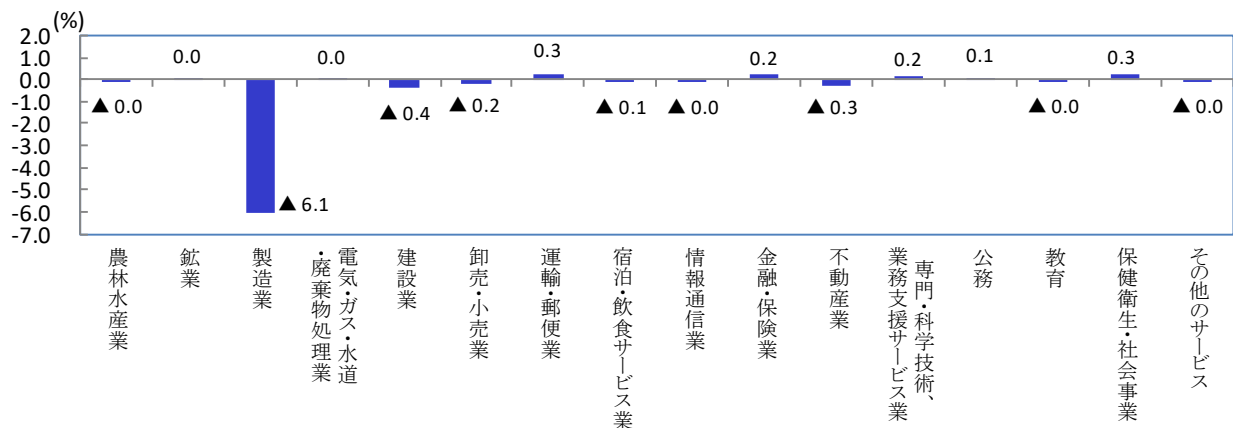 (%)
2.0
1.0
0.0
-1.0
-2.0
-3.0
-4.0
-5.0
-6.0
-7.0
▲ 0.0
0.0
▲ 6.1
0.0
▲ 0.4
▲ 0.2
0.3
▲ 0.1
▲ 0.0
0.2
▲ 0.3
0.2
0.1
▲ 0.0
0.3
▲ 0.0
農林水産業
鉱業
製造業
電気・ガス・水道
・廃棄物処理業
建設業
卸売・小売業
運輸・郵便業
宿泊・飲食サービス業
情報通信業
金融・保険業
不動産業
専門・科学技術、
業務支援サービス業
公務
教育
保健衛生・社会事業
その他のサービス